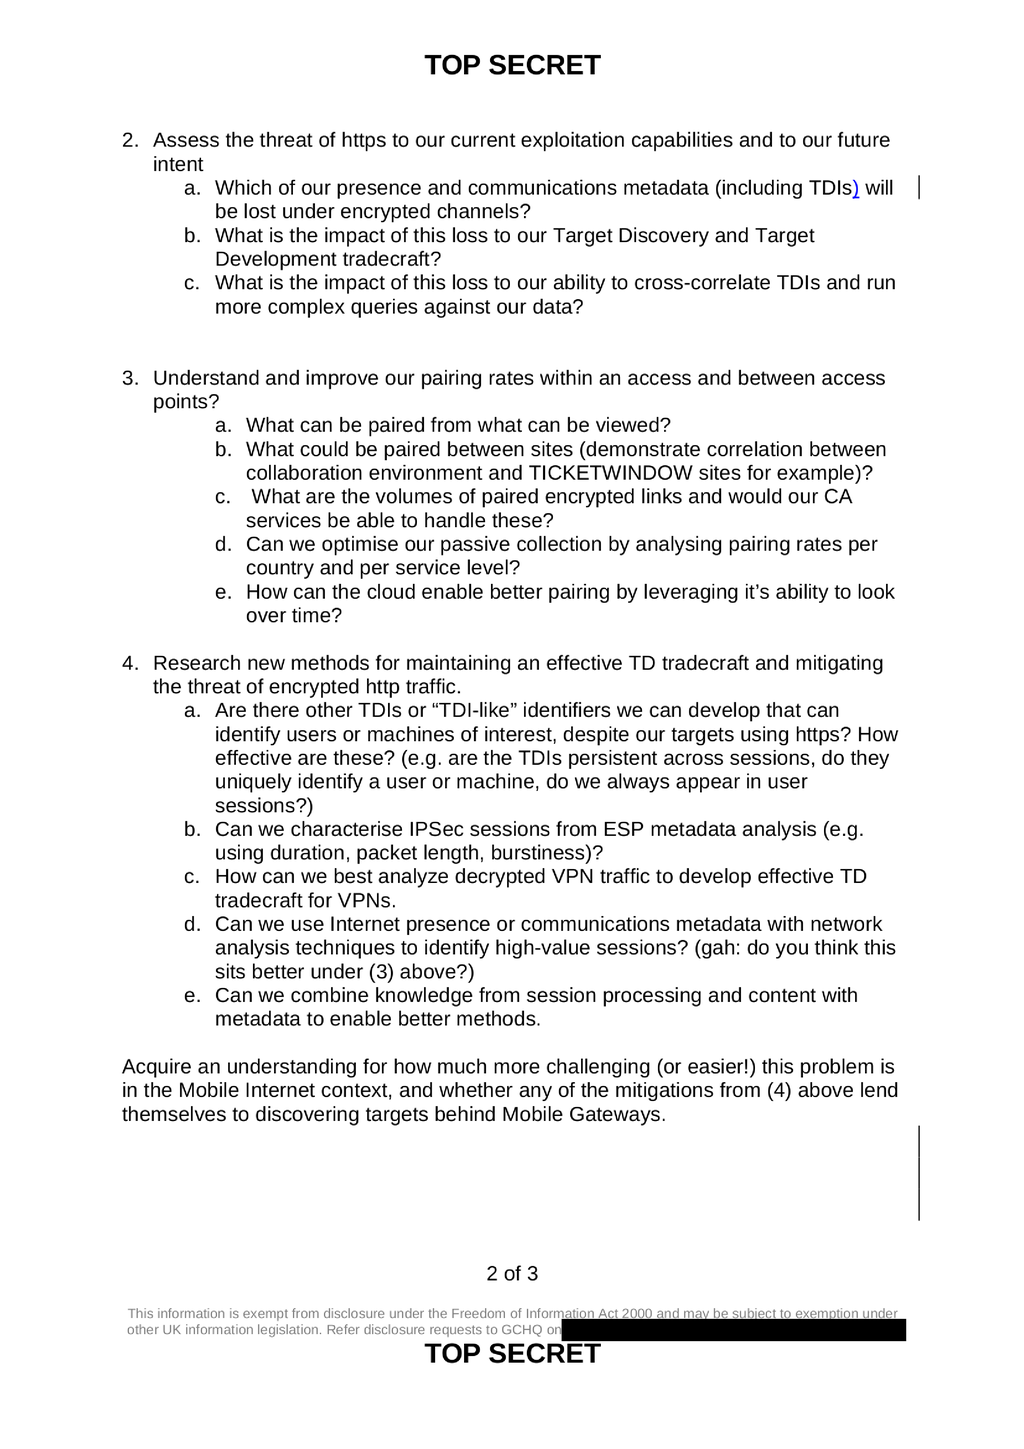 TOP SECRET
2. Assess the threat of https to our current exploitation capabilities and to our future
intent
a. Which of our presence and communications metadata (including TDIs) will
be lost under encrypted channels?
b. What is the impact of this loss to our Target Discovery and Target
Development tradecraft?
c. What is the impact of this loss to our ability to cross-correlate TDIs and run
more complex queries against our data?
3. Understand and improve our pairing rates within an access and between access
points?
a. What can be paired from what can be viewed?
b. What could be paired between sites (demonstrate correlation between
collaboration environment and TICKETWINDOW sites for example)?
c. What are the volumes of paired encrypted links and would our CA
services be able to handle these?
d. Can we optimise our passive collection by analysing pairing rates per
country and per service level?
e. How can the cloud enable better pairing by leveraging it’s ability to look
over time?
4. Research new methods for maintaining an effective TD tradecraft and mitigating
the threat of encrypted http traffic.
a. Are there other TDIs or “TDI-like” identifiers we can develop that can
identify users or machines of interest, despite our targets using https? How
effective are these? (e.g. are the TDIs persistent across sessions, do they
uniquely identify a user or machine, do we always appear in user
sessions?)
b. Can we characterise IPSec sessions from ESP metadata analysis (e.g.
using duration, packet length, burstiness)?
c. How can we best analyze decrypted VPN traffic to develop effective TD
tradecraft for VPNs.
d. Can we use Internet presence or communications metadata with network
analysis techniques to identify high-value sessions? (gah: do you think this
sits better under (3) above?)
e. Can we combine knowledge from session processing and content with
metadata to enable better methods.
Acquire an understanding for how much more challenging (or easier!) this problem is
in the Mobile Internet context, and whether any of the mitigations from (4) above lend
themselves to discovering targets behind Mobile Gateways.
2 of 3
This information is exempt from disclosure under the Freedom of Information Act 2000 and may be subject to exemption under
other UK information legislation. Refer disclosure requests to GCHQ on
TOP SECRET